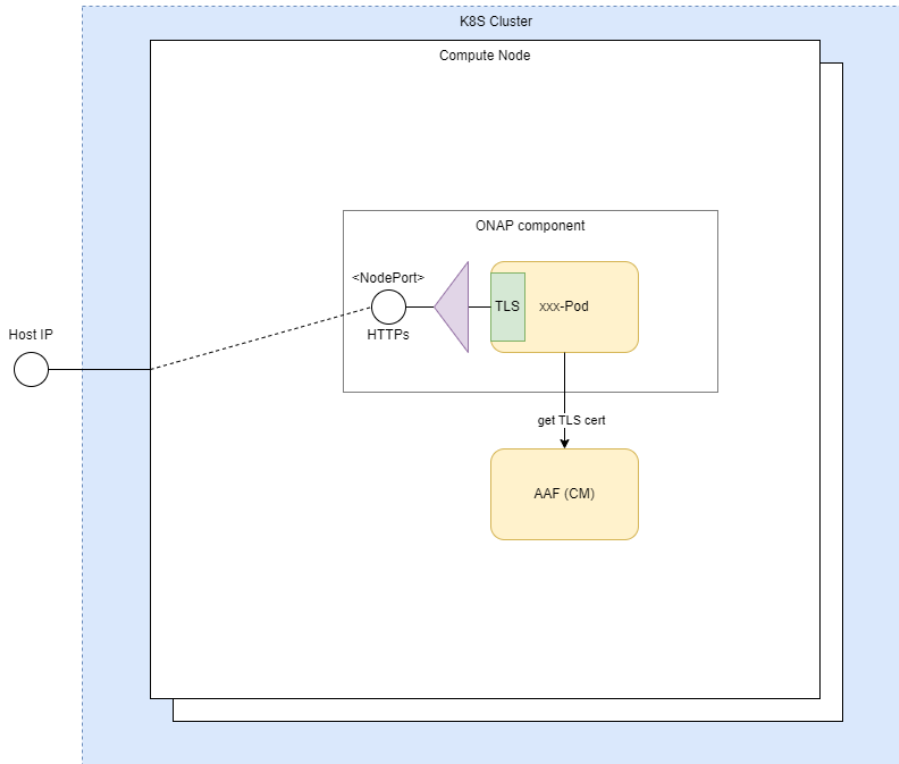 K8S Cluster
Compute Node
ONAP component
<NodePort>
TLS
xxx-Pod
HTTPs
Host IP
get TLS cert
AAF (CM)